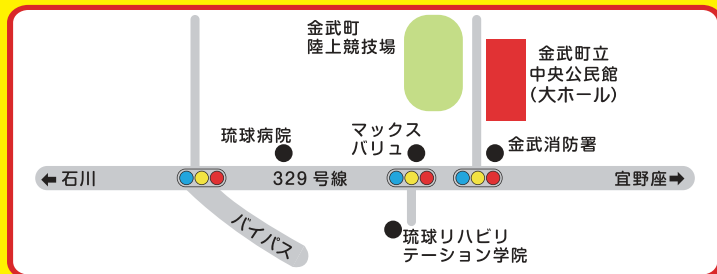 金武町
陸上競技場
金武町立
中央公民館
(大ホール)
琉球病院
マックス
バリュ
金武消防署
←石川
329号線
宜野座→
バイパス
琉球リハビリ
テーション学院